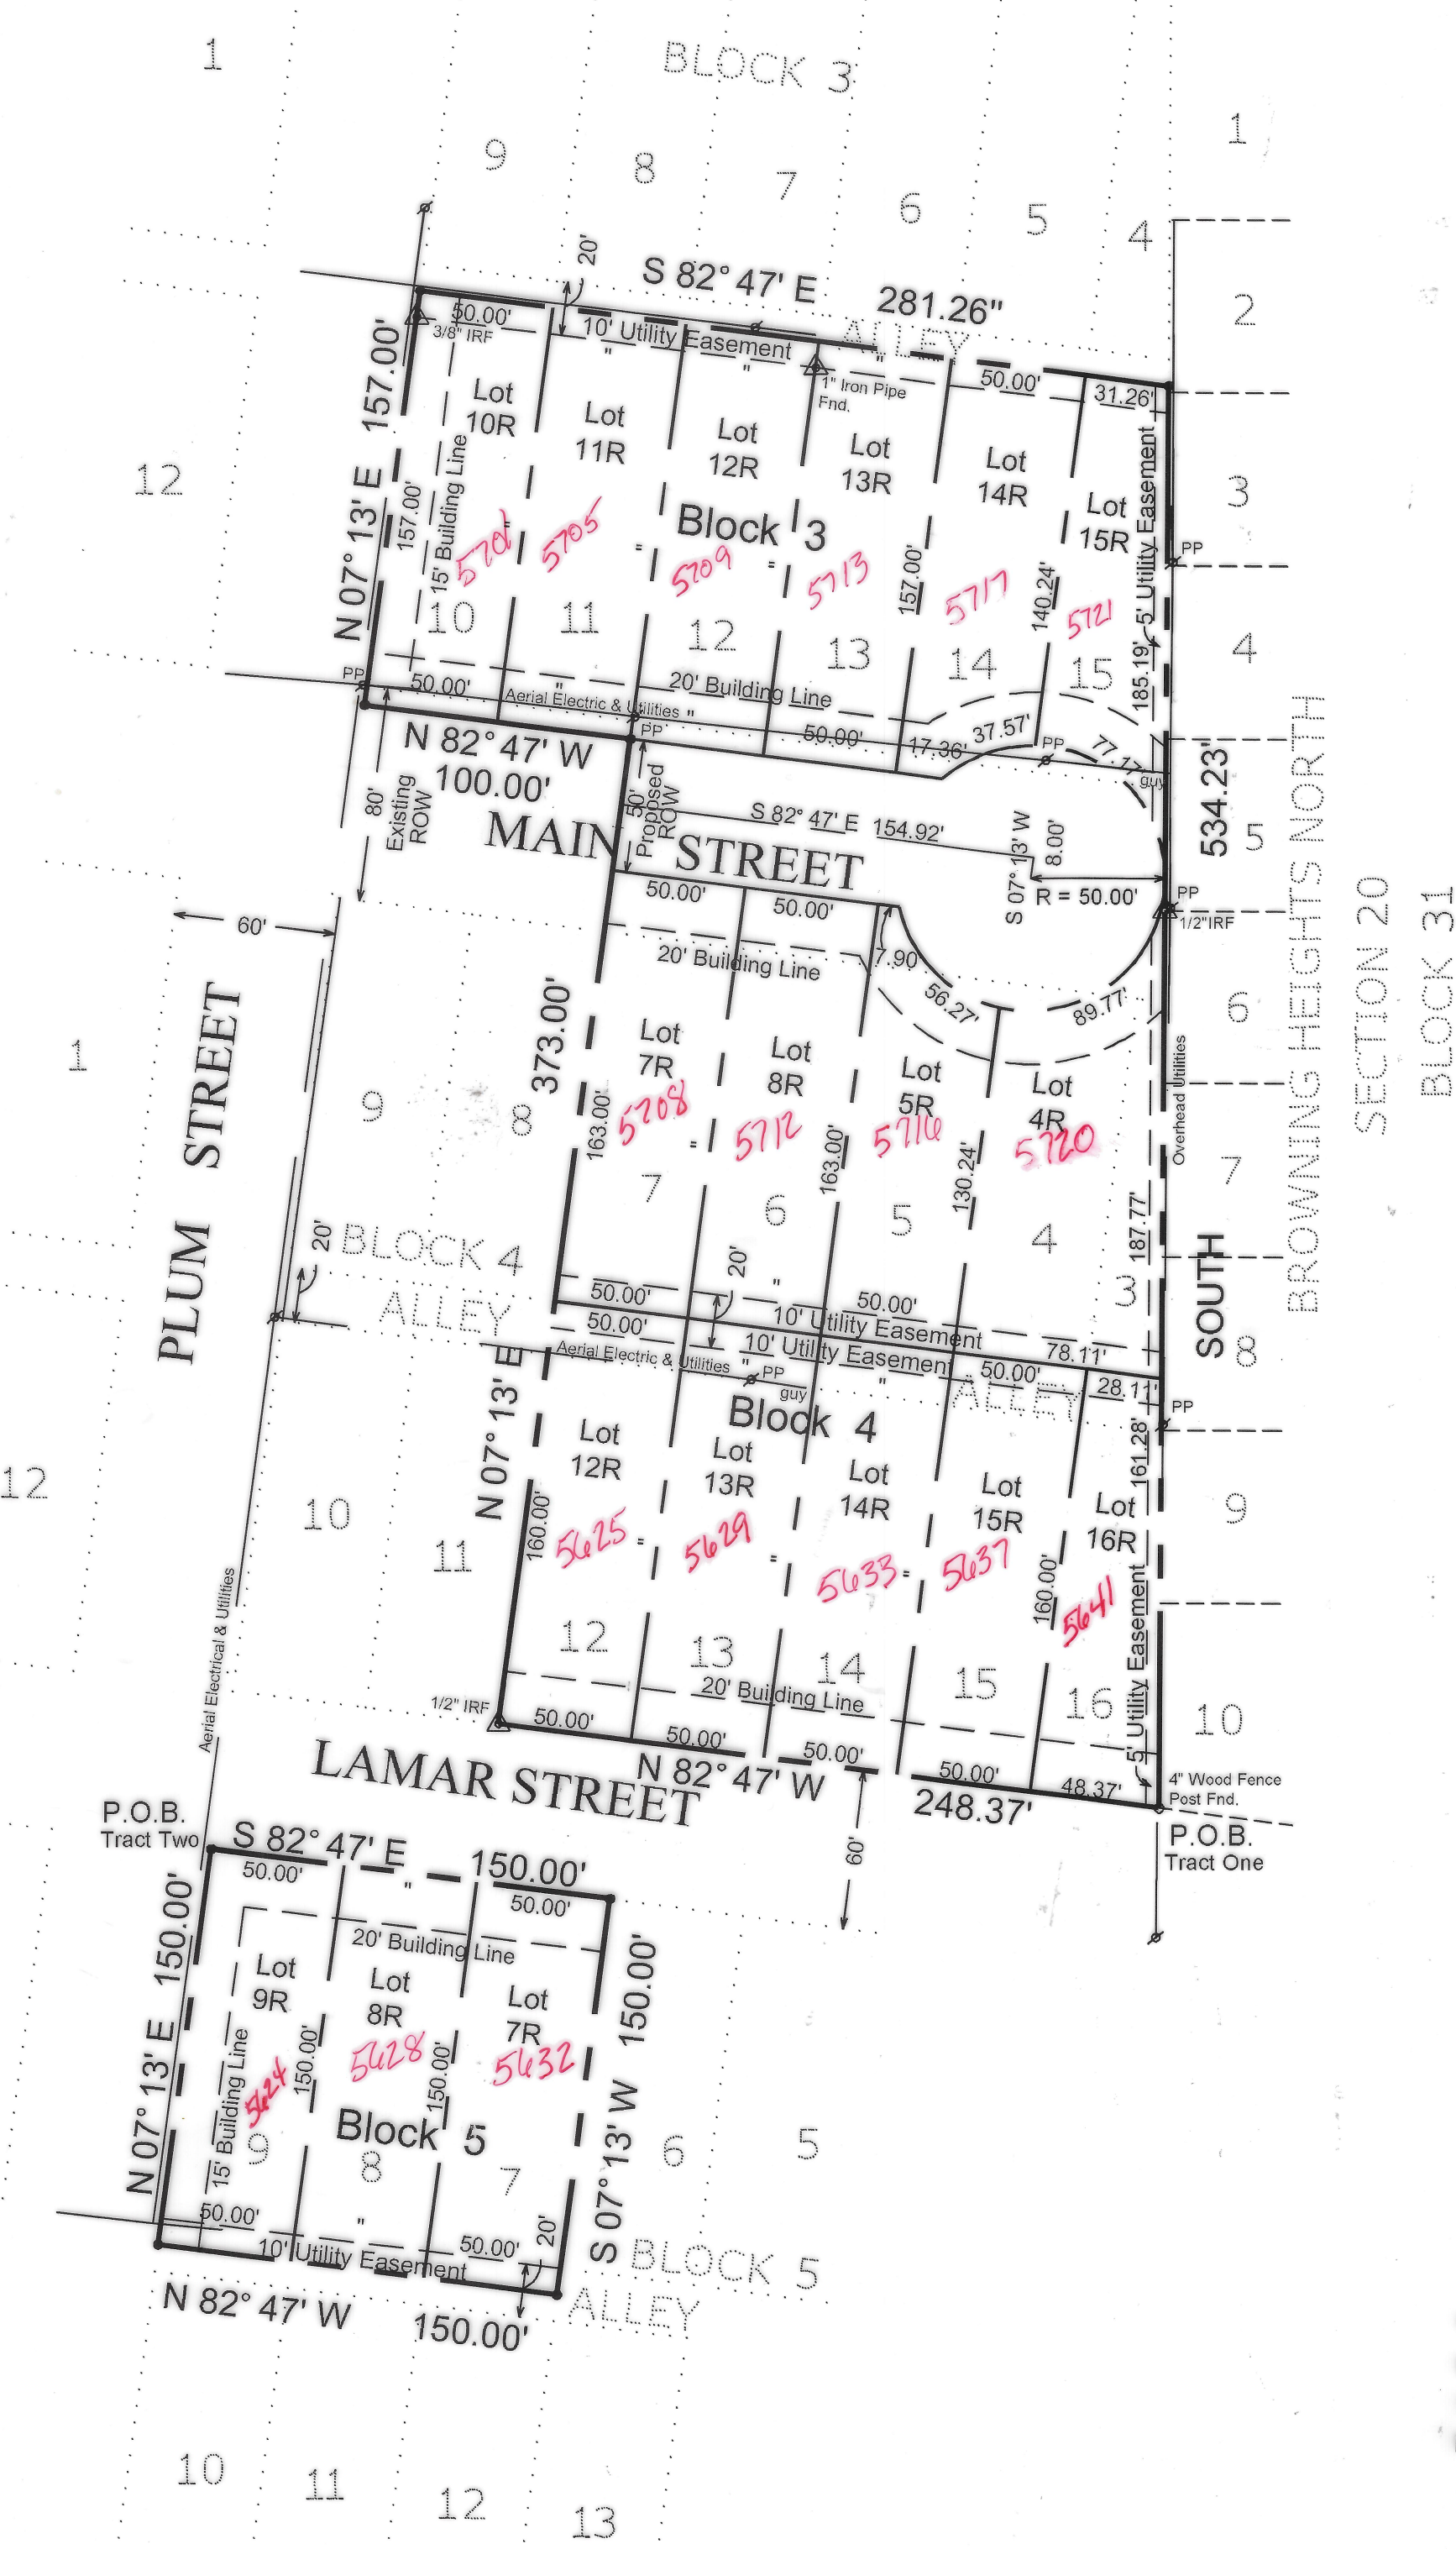 1
BLOCK 3
9
8
7
6
5
4
1
2
3
4
5
6
7
8
9
10
S 82° 47' E 281.26"
20'
50.00'
3/8" IRF
10' Utility Easement
"
"
"
ALLEY
1" Iron Pipe
Fnd.
50.00'
31.26'
157.00'
N 07° 13' E
157.00'
15' Building Line
12
Lot
10R
Lot
11R
Lot
12R
Lot
13R
Lot
14R
Lot
15R
Block 3
5705
5709
5713
5717
5721
157.00'
140.24'
185.19'
5' Utility Easement
PP
10
11
12
13
14
15
PP
50.00'
"
Aerial Electric & Utilities "
20' Building Line
PP
50.00'
17.36'
37.57'
PP
77.17'
guy
N 82° 47' W
100.00'
80'
Existing
ROW
50'
Proposed
ROW
MAIN STREET
S 82° 47' E 154.92'
S 07° 13' W
8.00'
R = 50.00'
PP
1/2"IRF
534.23'
SOUTH
BROWNING HEIGHTS NORTH
SECTION 20
BLOCK 31
60'
PLUM STREET
1
9
8
50.00'
50.00'
20' Building Line
7.90
56.27'
89.77'
373.00'
163.00'
Lot
7R
Lot
8R
Lot
5R
Lot
4R
5708
5712
5716
5720
163.00'
130.24'
187.77'
Overhead Utilities
7
6
5
4
3
20'
BLOCK 4
ALLEY
20'
50.00'
"
50.00'
10' Utility Easement
78.11'
50.00'
10' Utility Easement
50.00'
28.11'
Aerial Electric & Utilities "
PP
guy
"
ALLEY
PP
N 07° 13' E
Block 4
12
10
11
Lot
12R
Lot
13R
Lot
14R
Lot
15R
Lot
16R
161.28'
160.00'
5625
5629
5633
5637
5641
160.00'
5' Utility Easement
12
13
14
15
16
20' Building Line
1/2" IRF
50.00'
50.00'
50.00'
50.00'
48.37'
N 82° 47' W
248.37'
4" Wood Fence
Post Fnd.
P.O.B.
Tract One
Aerial Electrical & Utilities
LAMAR STREET
60'
P.O.B.
Tract Two
S 82° 47' E 150.00'
50.00'
"
50.00'
20' Building Line
150.00'
N 07° 13' E
15' Building Line
Lot
9R
Lot
8R
Lot
7R
5624
5628
5632
150.00'
150.00'
Block 5
150.00'
S 07° 13' W
9
8
7
6
5
50.00'
"
50.00'
20'
10' Utility Easement
BLOCK 5
ALLEY
N 82° 47' W
150.00'
10
11
12
13